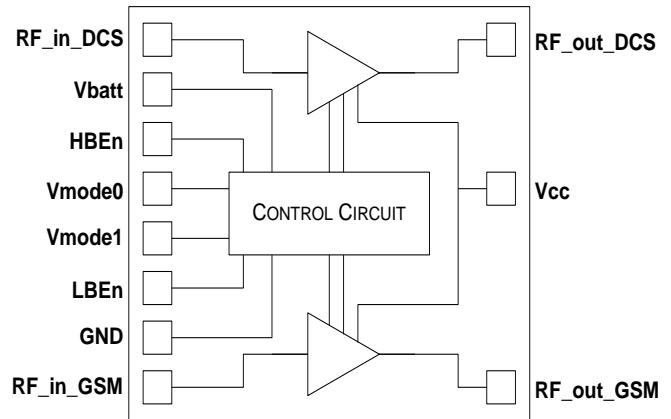 RF_in_DCS
Vbatt
HBEn
Vmode0
Vmode1
LBEn
GND
RF_in_GSM
CONTROL CIRCUIT
RF_out_DCS
Vcc
RF_out_GSM